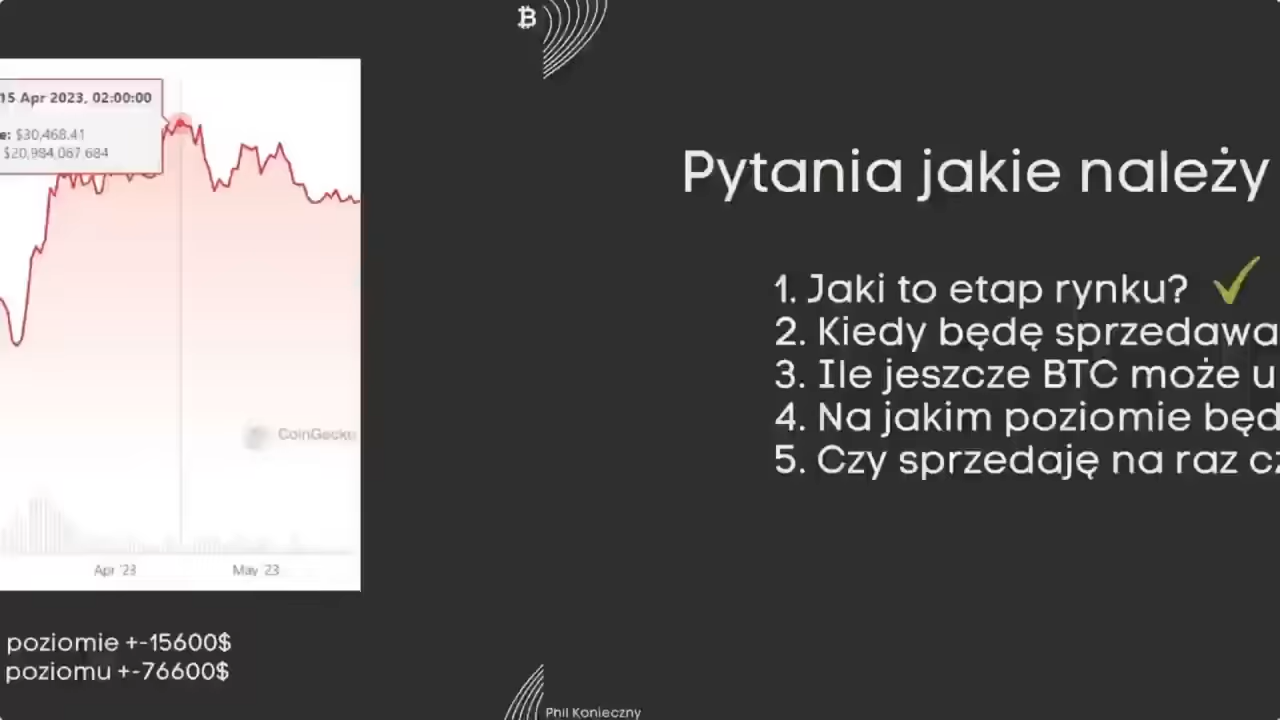 15 Apr 2023, 02:00:00
e: $30,468.41
$20,984,067,684
CoinGecko
Apr '23
May '23
poziomie +-15600$
poziomu +-76600$
Pytania jakie należy
1. Jaki to etap rynku?
2. Kiedy będę sprzedawa
3. Ile jeszcze BTC może u
4. Na jakim poziomie będ
5. Czy sprzedaję na raz cz
Phil Konieczny